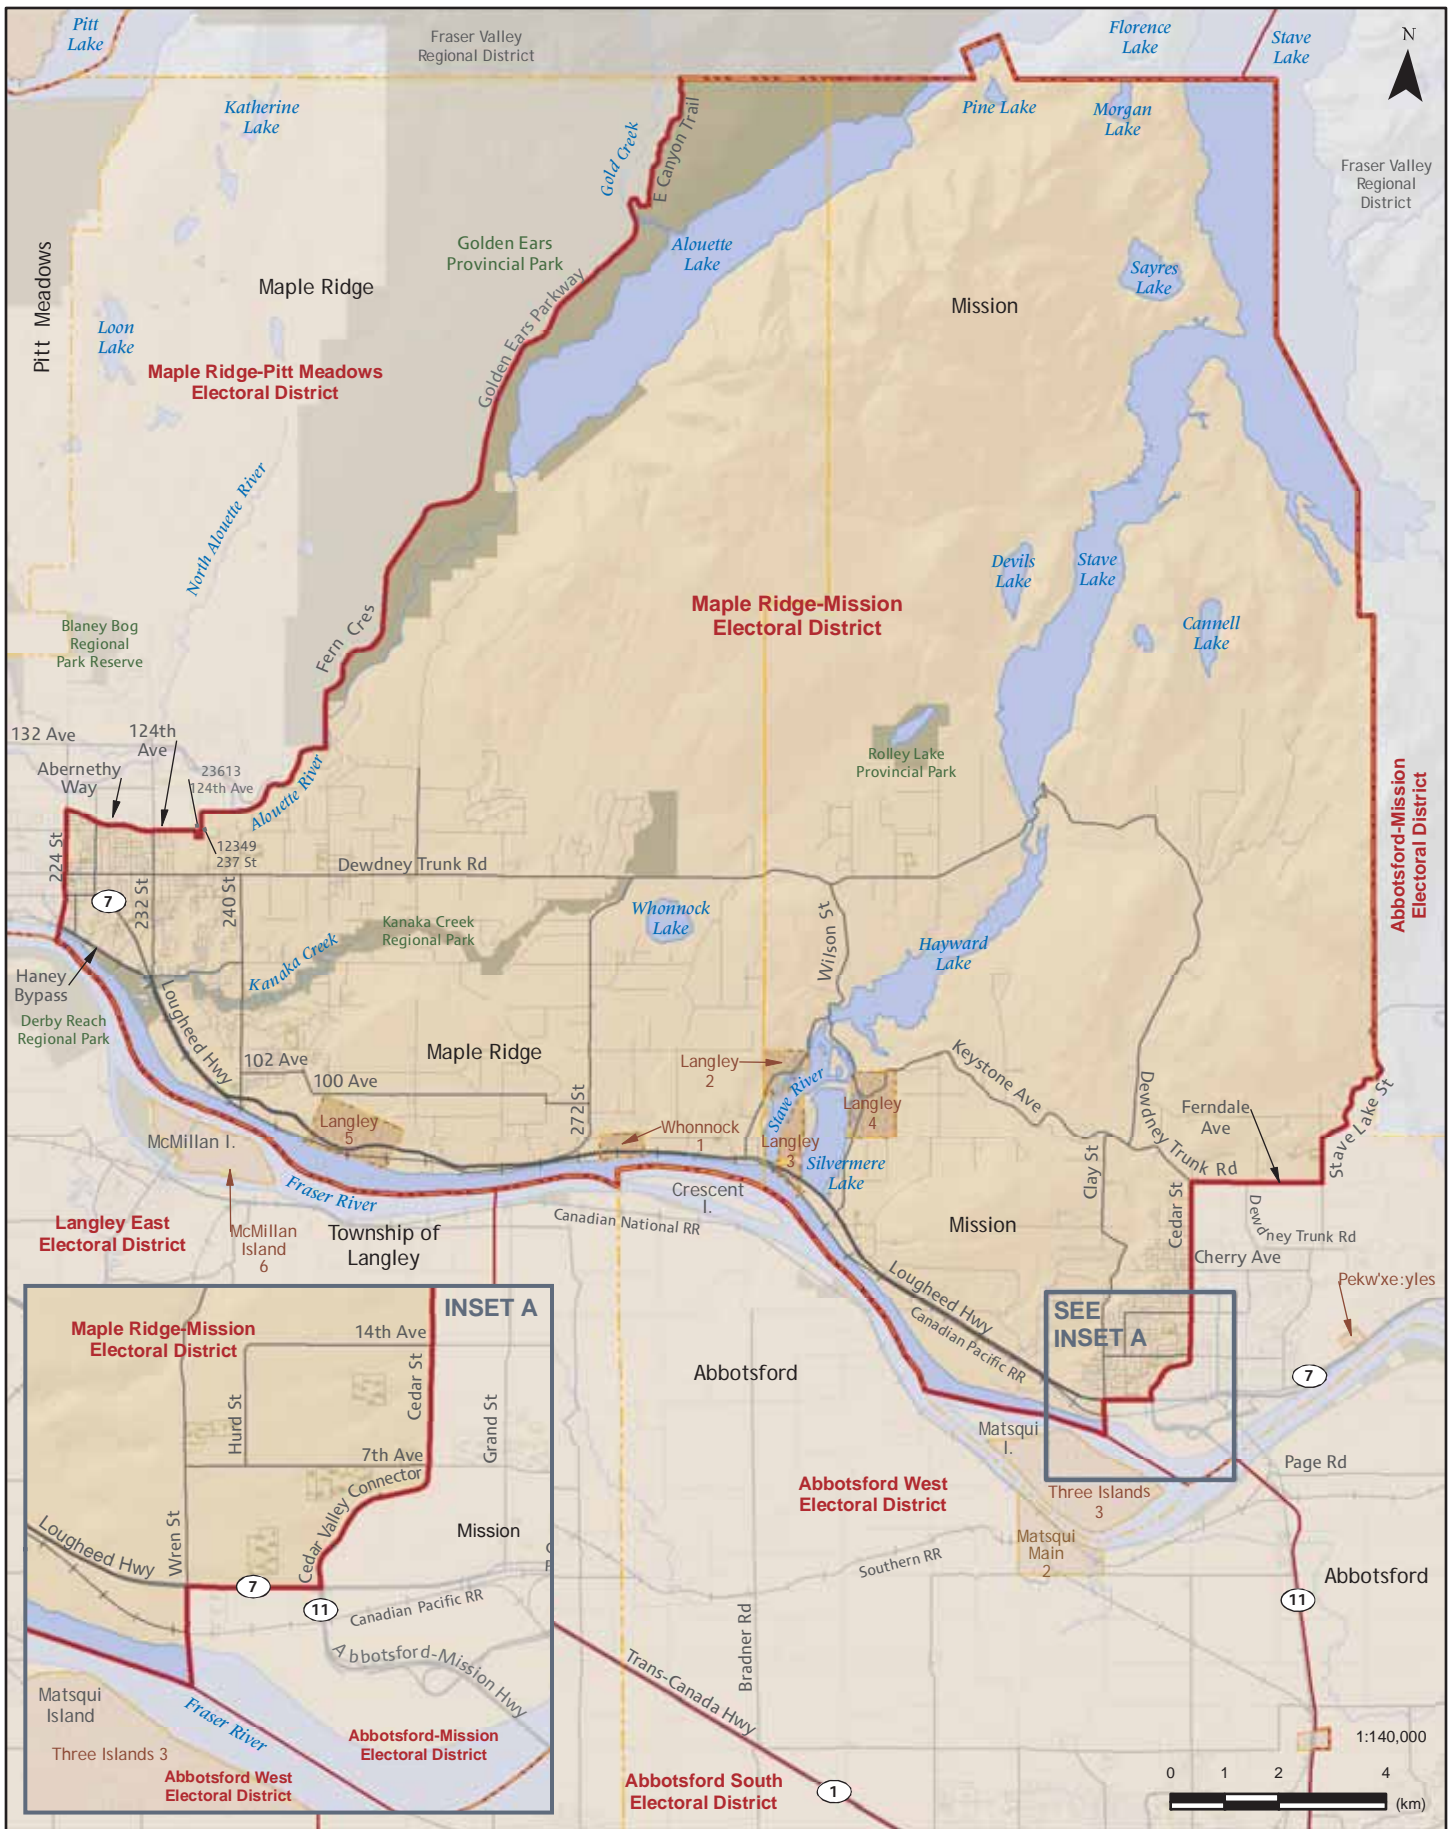 Pitt
Lake
Fraser Valley
Regional District
Florence
Lake
Stave
Lake
N
Katherine
Lake
Pine Lake
Morgan
Lake
Gold Creek
E Canyon Trail
Fraser Valley
Regional
District
Golden Ears
Provincial Park
Alouette
Lake
Sayres
Lake
Pitt Meadows
Maple Ridge
Mission
Loon
Lake
Golden Ears Parkway
Maple Ridge-Pitt Meadows
Electoral District
North Alouette River
Devils
Lake
Stave
Lake
Maple Ridge-Mission
Electoral District
Cannell
Lake
Fern Cres
Blaney Bog
Regional
Park Reserve
132 Ave
124th
Ave
Abernethy
Way
23613
124th Ave
Alouette River
Rolley Lake
Provincial Park
Abbotsford-Mission
Electoral District
224 St
12349
237 St
Dewdney Trunk Rd
7
232 St
240 St
Kanaka Creek
Regional Park
Whonnock
Lake
Wilson St
Hayward
Lake
Kanaka Creek
Haney
Bypass
Derby Reach
Regional Park
Lougheed Hwy
Maple Ridge
102 Ave
100 Ave
Langley
2
Stave River
Keystone Ave
Dewdney Trunk Rd
Ferndale
Ave
Stave Lake St
272 St
Langley
5
Langley
4
McMillan I.
Whonnock
1
Langley
3
Silvermere
Lake
Clay St
Cedar St
Fraser River
Crescent
I.
Canadian National RR
Langley East
Electoral District
McMillan
Island
6
Township of
Langley
Mission
Dewdney Trunk Rd
Cherry Ave
Lougheed Hwy
Canadian Pacific RR
Pekw'xe:yles
SEE
INSET A
Abbotsford
7
Matsqui
I.
Page Rd
Abbotsford West
Electoral District
Three Islands
3
Matsqui
Main
2
Southern RR
Abbotsford
11
Bradner Rd
Trans-Canada Hwy
Abbotsford South
Electoral District
1
1:140,000
0 1 2 4
(km)
INSET A
Maple Ridge-Mission
Electoral District
14th Ave
Cedar St
Hurd St
Grand St
7th Ave
Cedar Valley Connector
Wren St
Mission
Lougheed Hwy
7
11
Canadian Pacific RR
Abbotsford-Mission Hwy
Matsqui
Island
Fraser River
Three Islands 3
Abbotsford-Mission
Electoral District
Abbotsford West
Electoral District